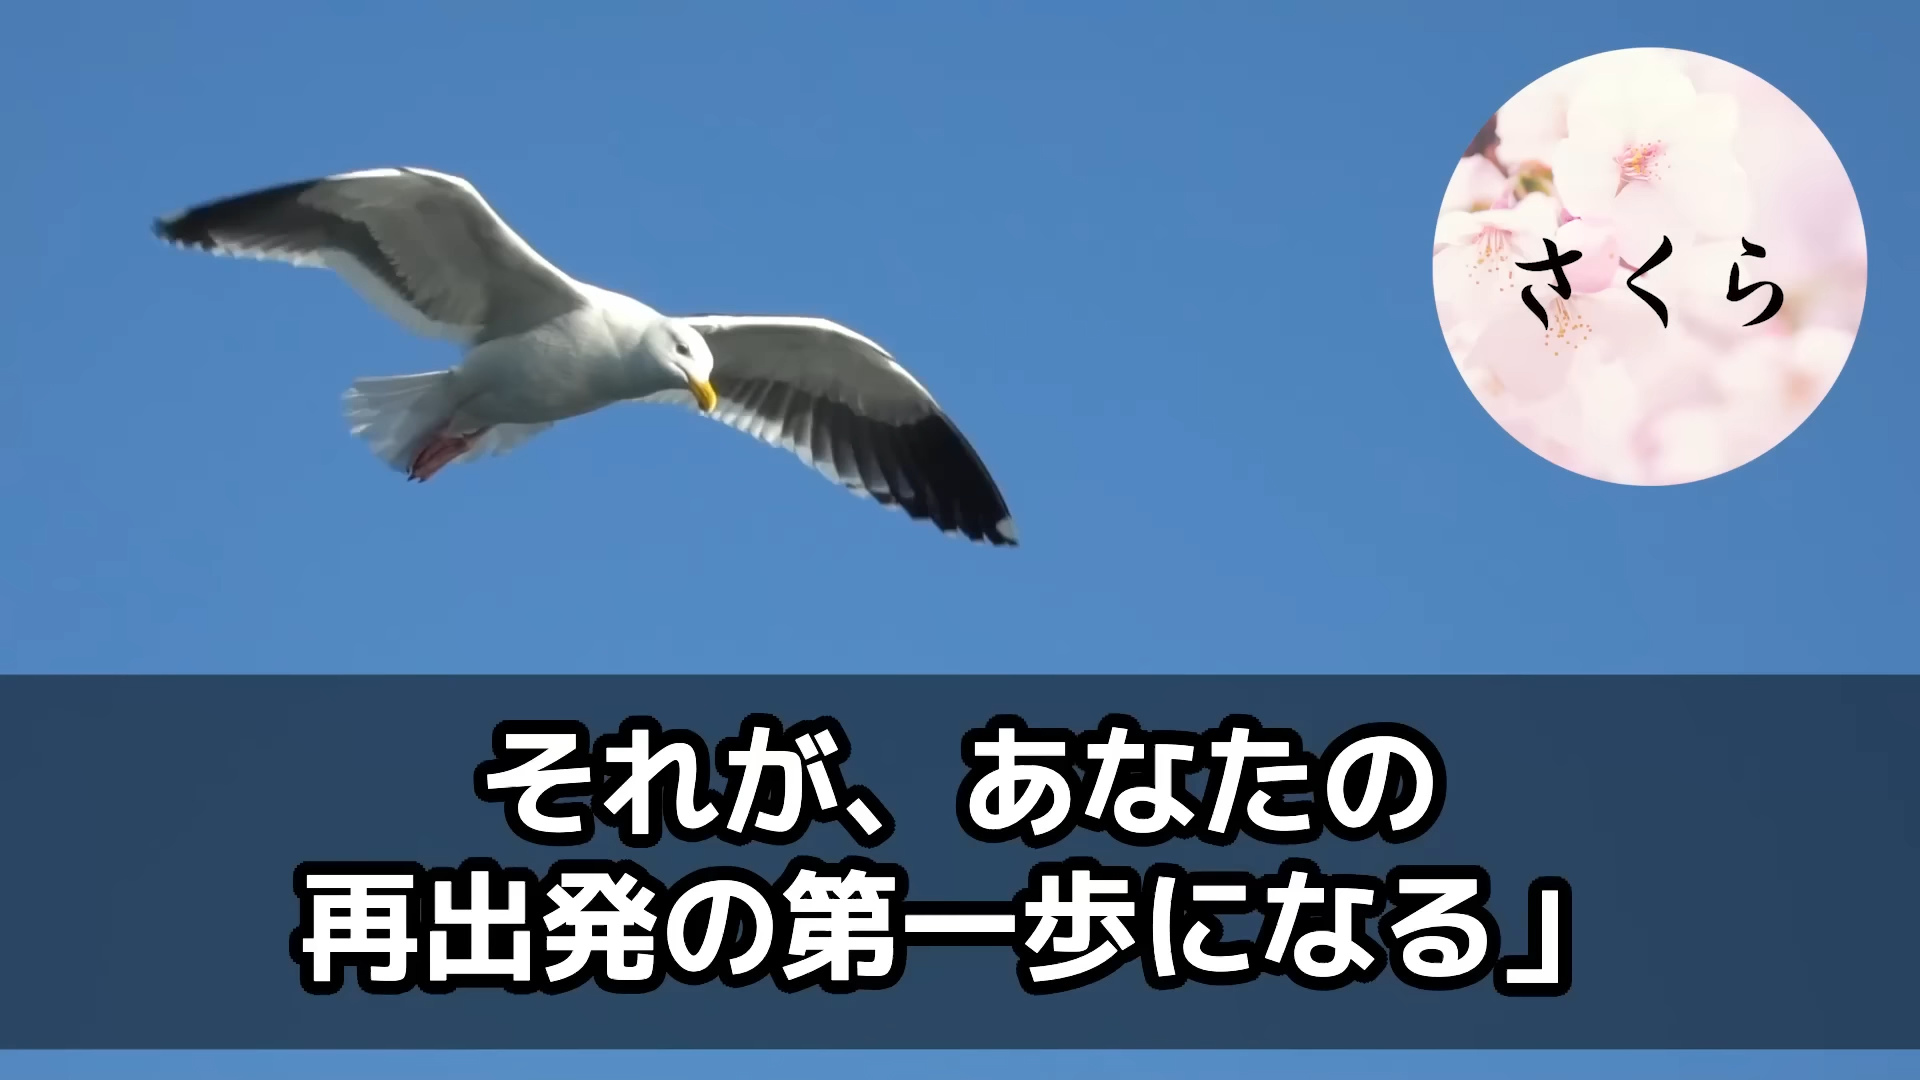 さくら
それが、あなたの
再出発の第一歩になる」